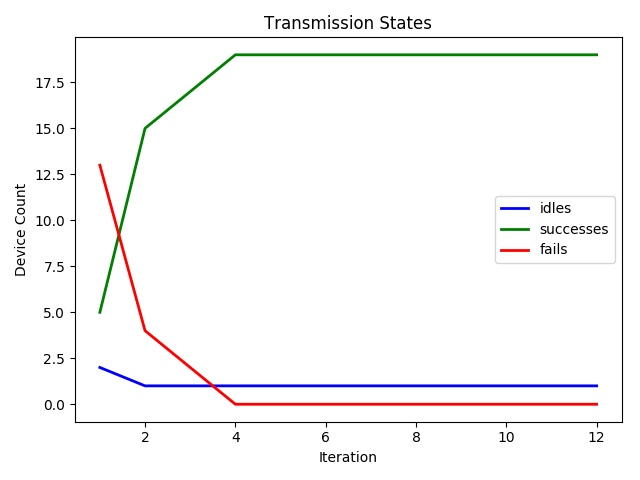 Transmission States
Device Count
17.5
15.0
12.5
10.0
7.5
5.0
2.5
0.0
idles
successes
fails
2 4 6 8 10 12
Iteration